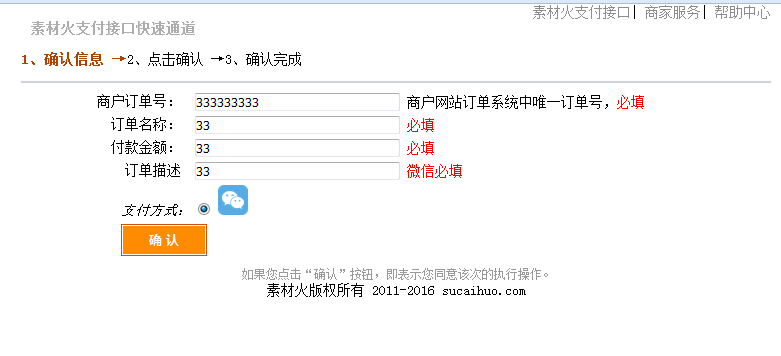 素材火支付接口| 商家服务| 帮助中心
素材火支付接口快速通道
1、确认信息 →2、点击确认 →3、确认完成
商户订单号： 333333333 商户网站订单系统中唯一订单号，必填
订单名称： 33 必填
付款金额： 33 必填
订单描述 33 微信必填
支付方式：
确 认
如果您点击“确认”按钮，即表示您同意该次的执行操作。
素材火版权所有 2011-2016 sucaihuo.com